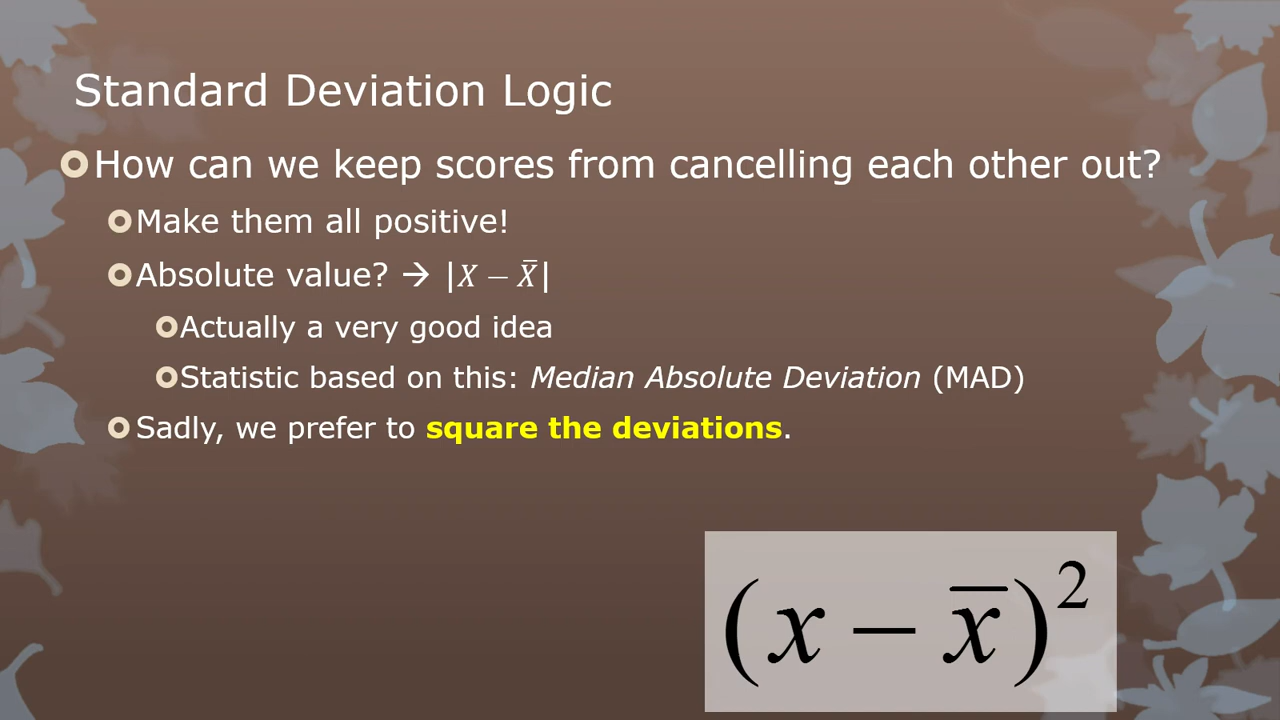 Standard Deviation Logic
How can we keep scores from cancelling each other out?
Make them all positive!
Absolute value? → |X − X̄|
Actually a very good idea
Statistic based on this: Median Absolute Deviation (MAD)
Sadly, we prefer to square the deviations.
(x − x̄)²